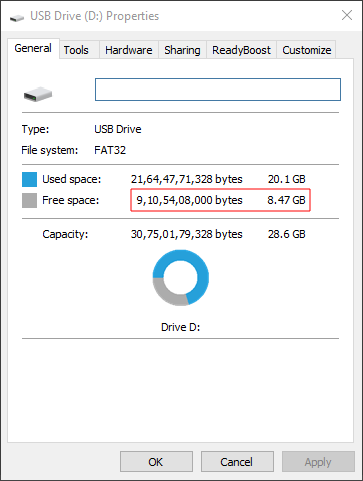 USB Drive (D:) Properties
General Tools Hardware Sharing ReadyBoost Customize
Type: USB Drive
File system: FAT32
Used space: 21,64,47,71,328 bytes 20.1 GB
Free space: 9,10,54,08,000 bytes 8.47 GB
Capacity: 30,75,01,79,328 bytes 28.6 GB
Drive D:
OK Cancel Apply